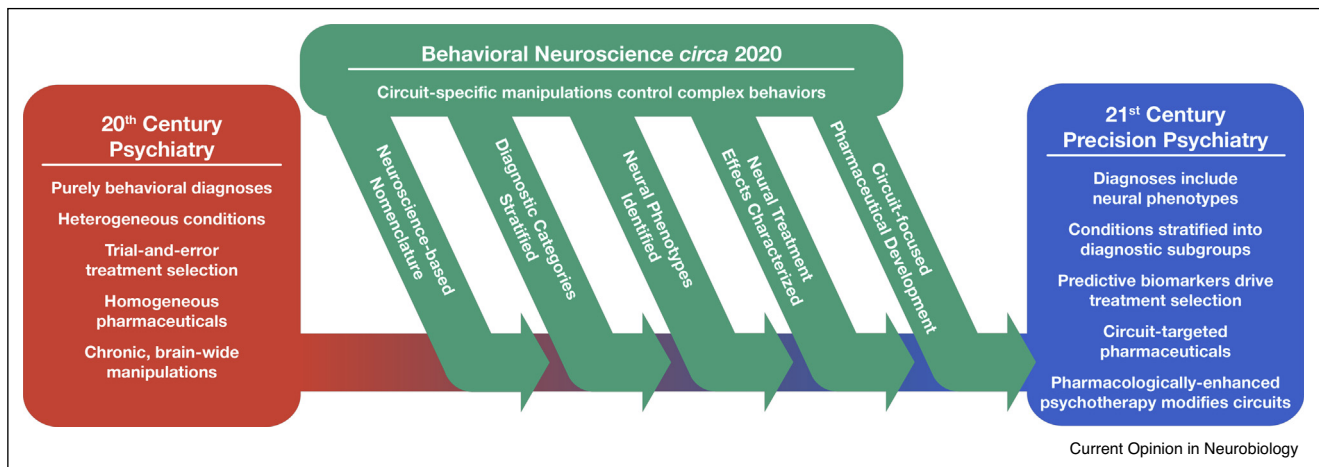 Behavioral Neuroscience circa 2020
Circuit-specific manipulations control complex behaviors
20th Century
Psychiatry
Purely behavioral diagnoses
Heterogeneous conditions
Trial-and-error
treatment selection
Homogeneous
pharmaceuticals
Chronic, brain-wide
manipulations
Neuroscience-based
Nomenclature
Diagnostic Categories
Stratified
Neural Phenotypes
Identified
Neural Treatment
Effects Characterized
Circuit-focused
Pharmaceutical Development
21st Century
Precision Psychiatry
Diagnoses include
neural phenotypes
Conditions stratified into
diagnostic subgroups
Predictive biomarkers drive
treatment selection
Circuit-targeted
pharmaceuticals
Pharmacologically-enhanced
psychotherapy modifies circuits
Current Opinion in Neurobiology